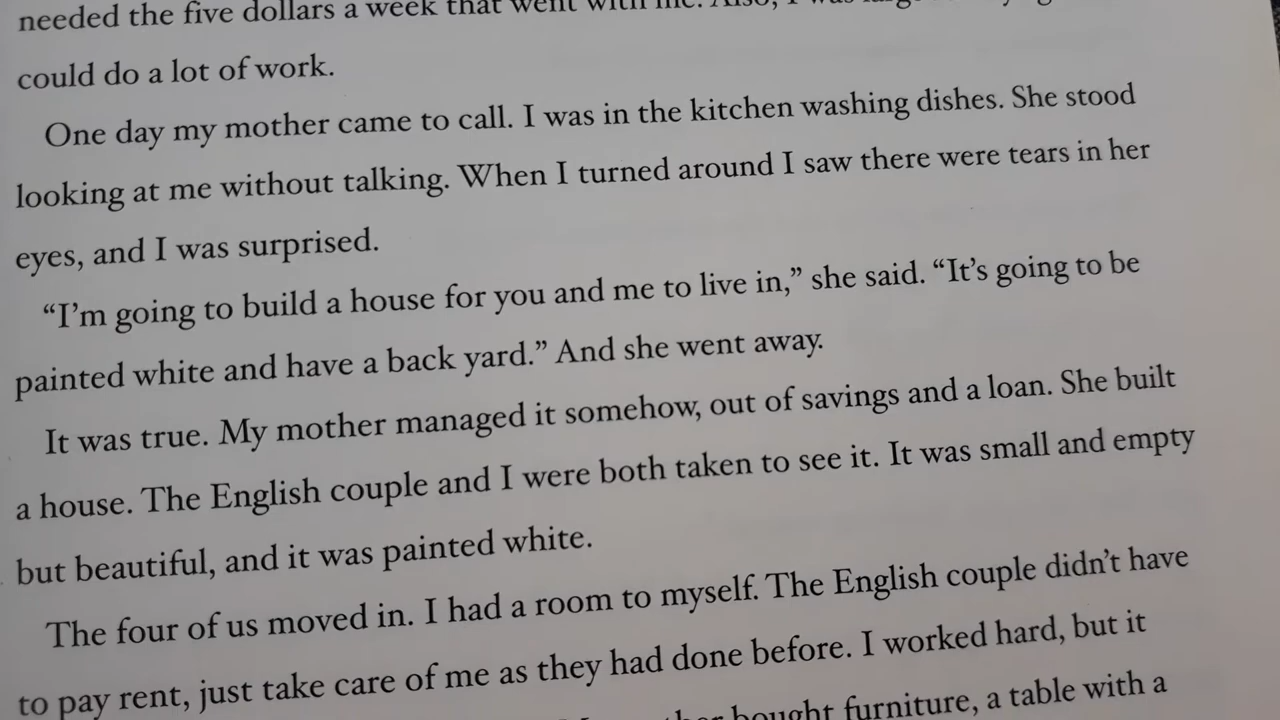 needed the five dollars a week that went with me. Also, I was
could do a lot of work.
One day my mother came to call. I was in the kitchen washing dishes. She stood
looking at me without talking. When I turned around I saw there were tears in her
eyes, and I was surprised.
“I’m going to build a house for you and me to live in,” she said. “It’s going to be
painted white and have a back yard.” And she went away.
It was true. My mother managed it somehow, out of savings and a loan. She built
a house. The English couple and I were both taken to see it. It was small and empty
but beautiful, and it was painted white.
The four of us moved in. I had a room to myself. The English couple didn’t have
to pay rent, just take care of me as they had done before. I worked hard, but it
bought furniture, a table with a